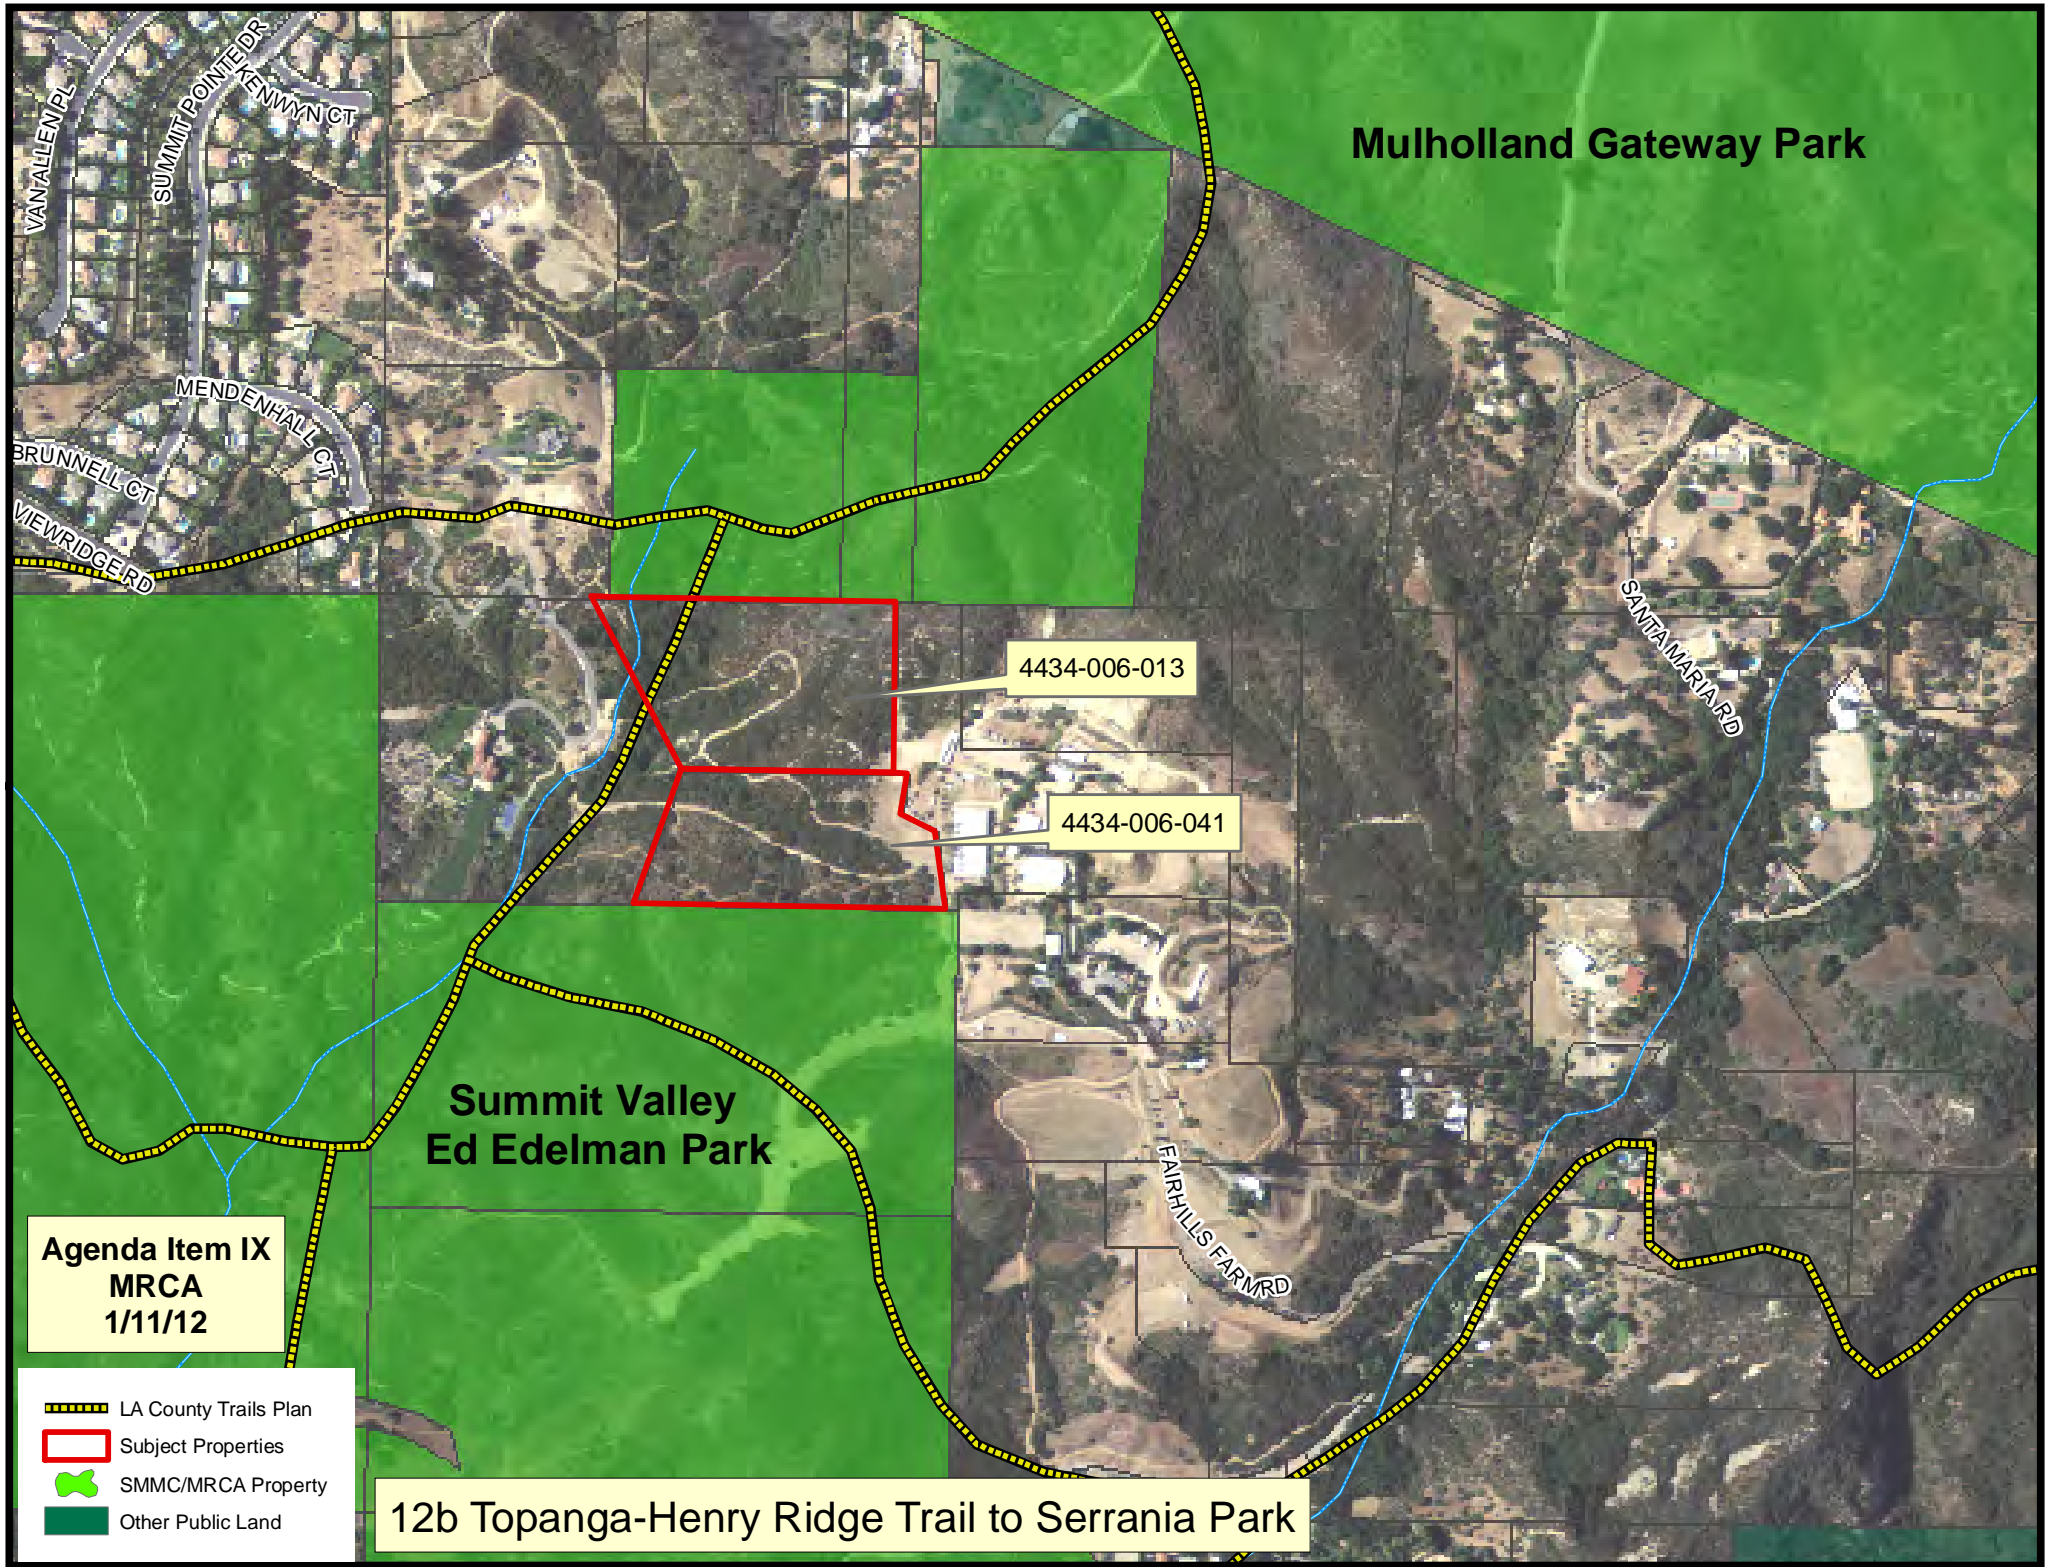 VAN ALLEN PL
SUMMIT POINTE DR
KENWYN CT
Mulholland Gateway Park
MENDENHALL CT
BRUNNELL CT
VIEWRIDGE RD
SANTA MARIA RD
4434-006-013
4434-006-041
Summit Valley
Ed Edelman Park
FAIRHILLS FARM RD
Agenda Item IX
MRCA
1/11/12
LA County Trails Plan
Subject Properties
SMMC/MRCA Property
Other Public Land
12b Topanga-Henry Ridge Trail to Serrania Park